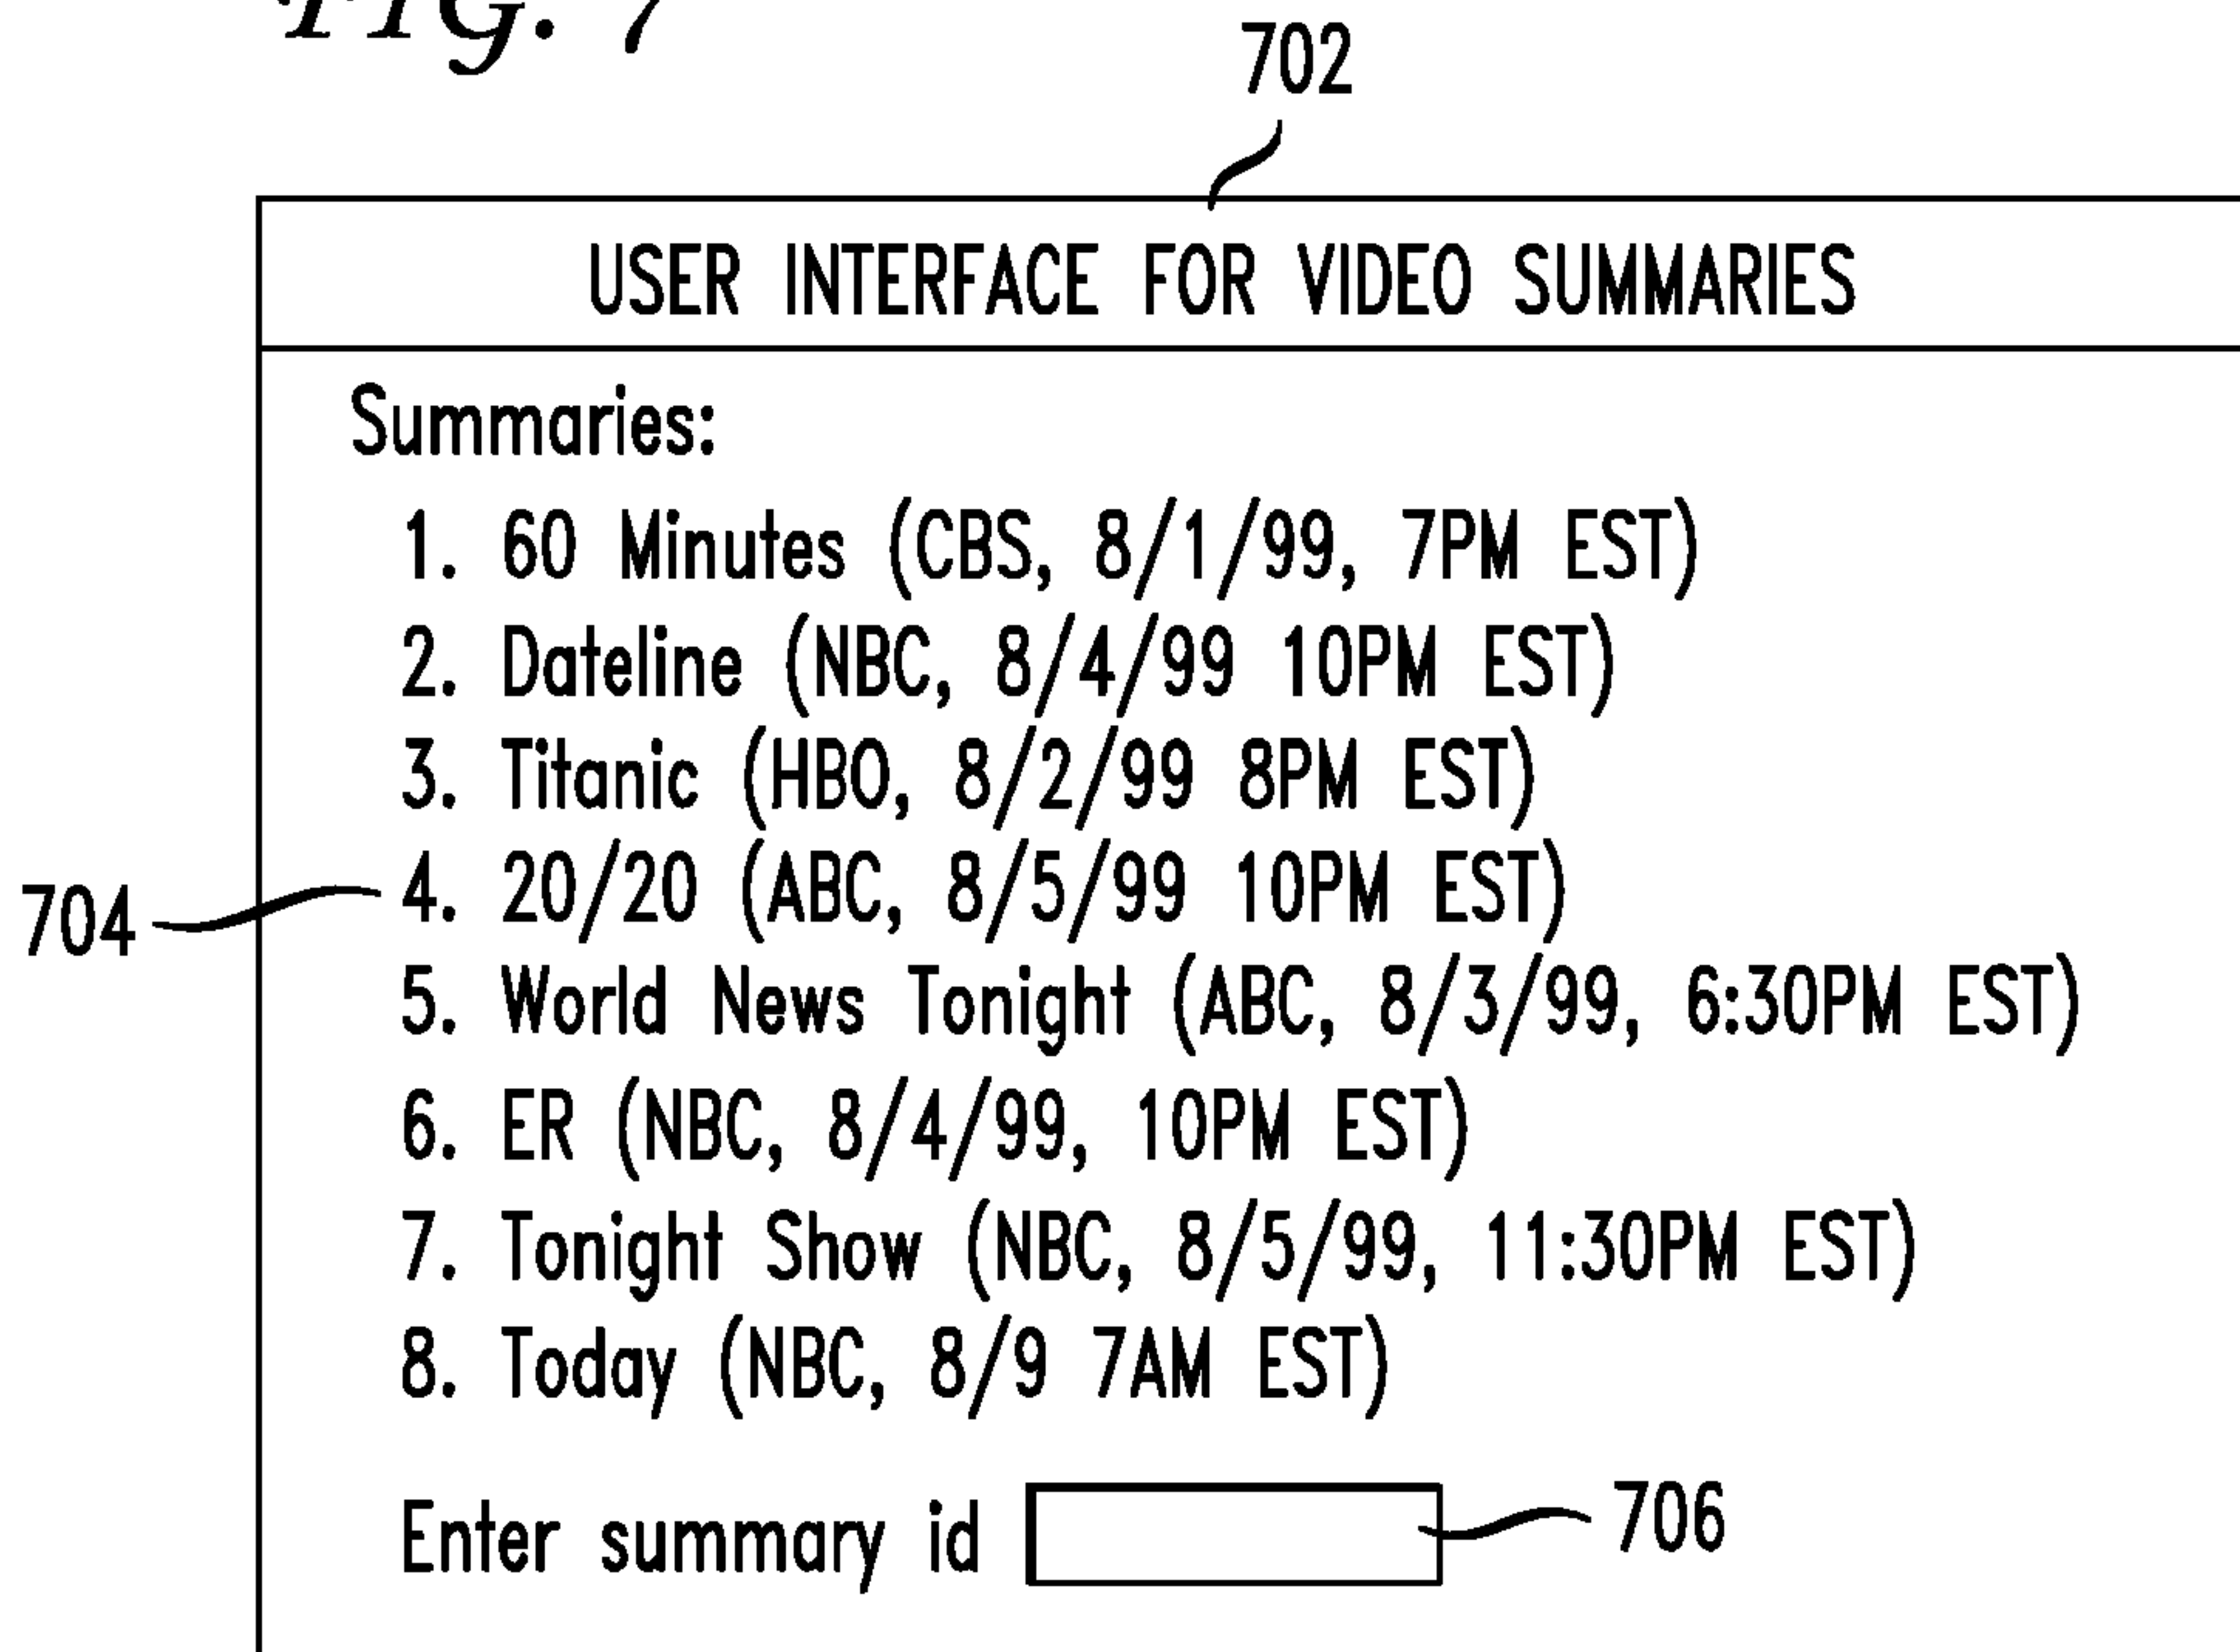 FIG. 7
702
USER INTERFACE FOR VIDEO SUMMARIES
Summaries:
1. 60 Minutes (CBS, 8/1/99, 7PM EST)
2. Dateline (NBC, 8/4/99 10PM EST)
3. Titanic (HBO, 8/2/99 8PM EST)
704 4. 20/20 (ABC, 8/5/99 10PM EST)
5. World News Tonight (ABC, 8/3/99, 6:30PM EST)
6. ER (NBC, 8/4/99, 10PM EST)
7. Tonight Show (NBC, 8/5/99, 11:30PM EST)
8. Today (NBC, 8/9 7AM EST)
Enter summary id 706